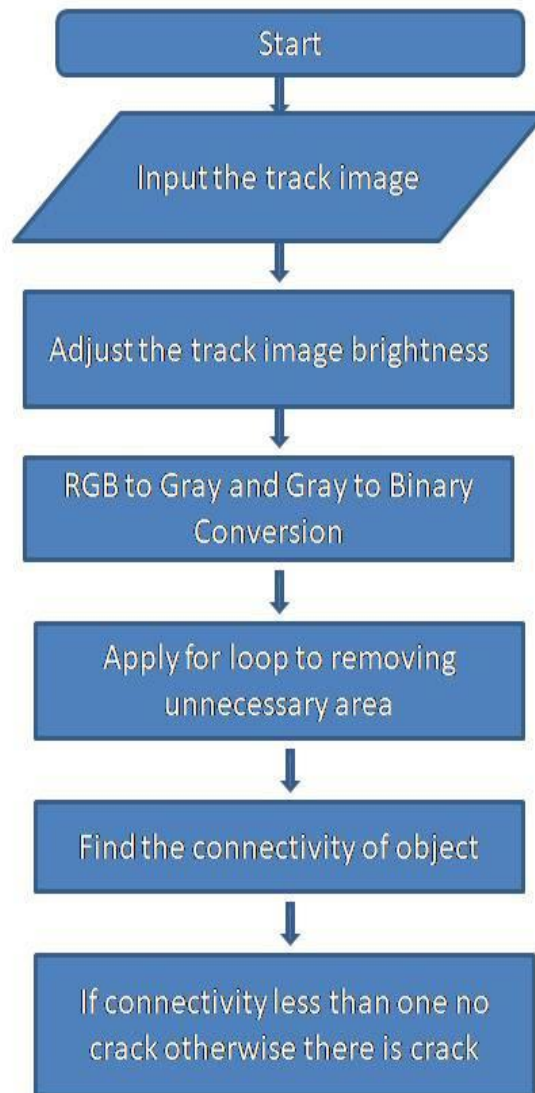 Start
Input the track image
Adjust the track image brightness
RGB to Gray and Gray to Binary
Conversion
Apply for loop to removing
unnecessary area
Find the connectivity of object
If connectivity less than one no
crack otherwise there is crack